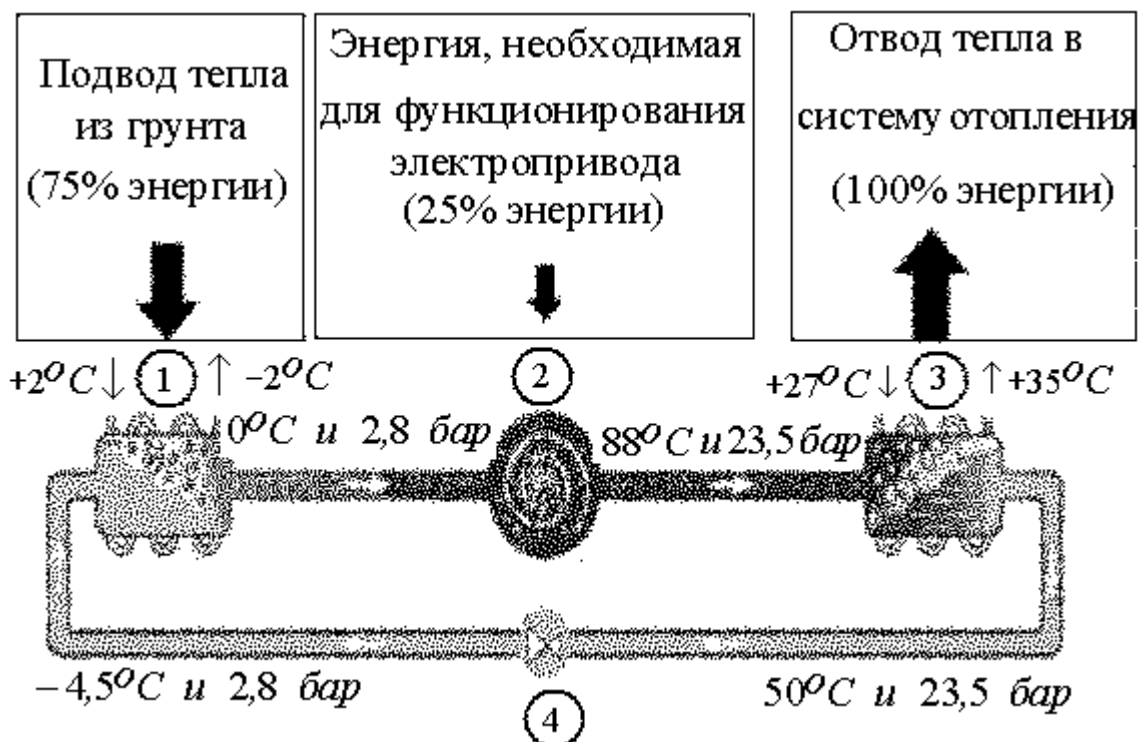 Подвод тепла
из грунта
(75% энергии)
Энергия, необходимая
для функционирования
электропривода
(25% энергии)
Отвод тепла в
систему отопления
(100% энергии)
+2°C ↓ 1 ↑ −2°C
2
+27°C ↓ 3 ↑ +35°C
0°C и 2,8 бар
88°C и 23,5 бар
−4,5°C и 2,8 бар
50°C и 23,5 бар
4